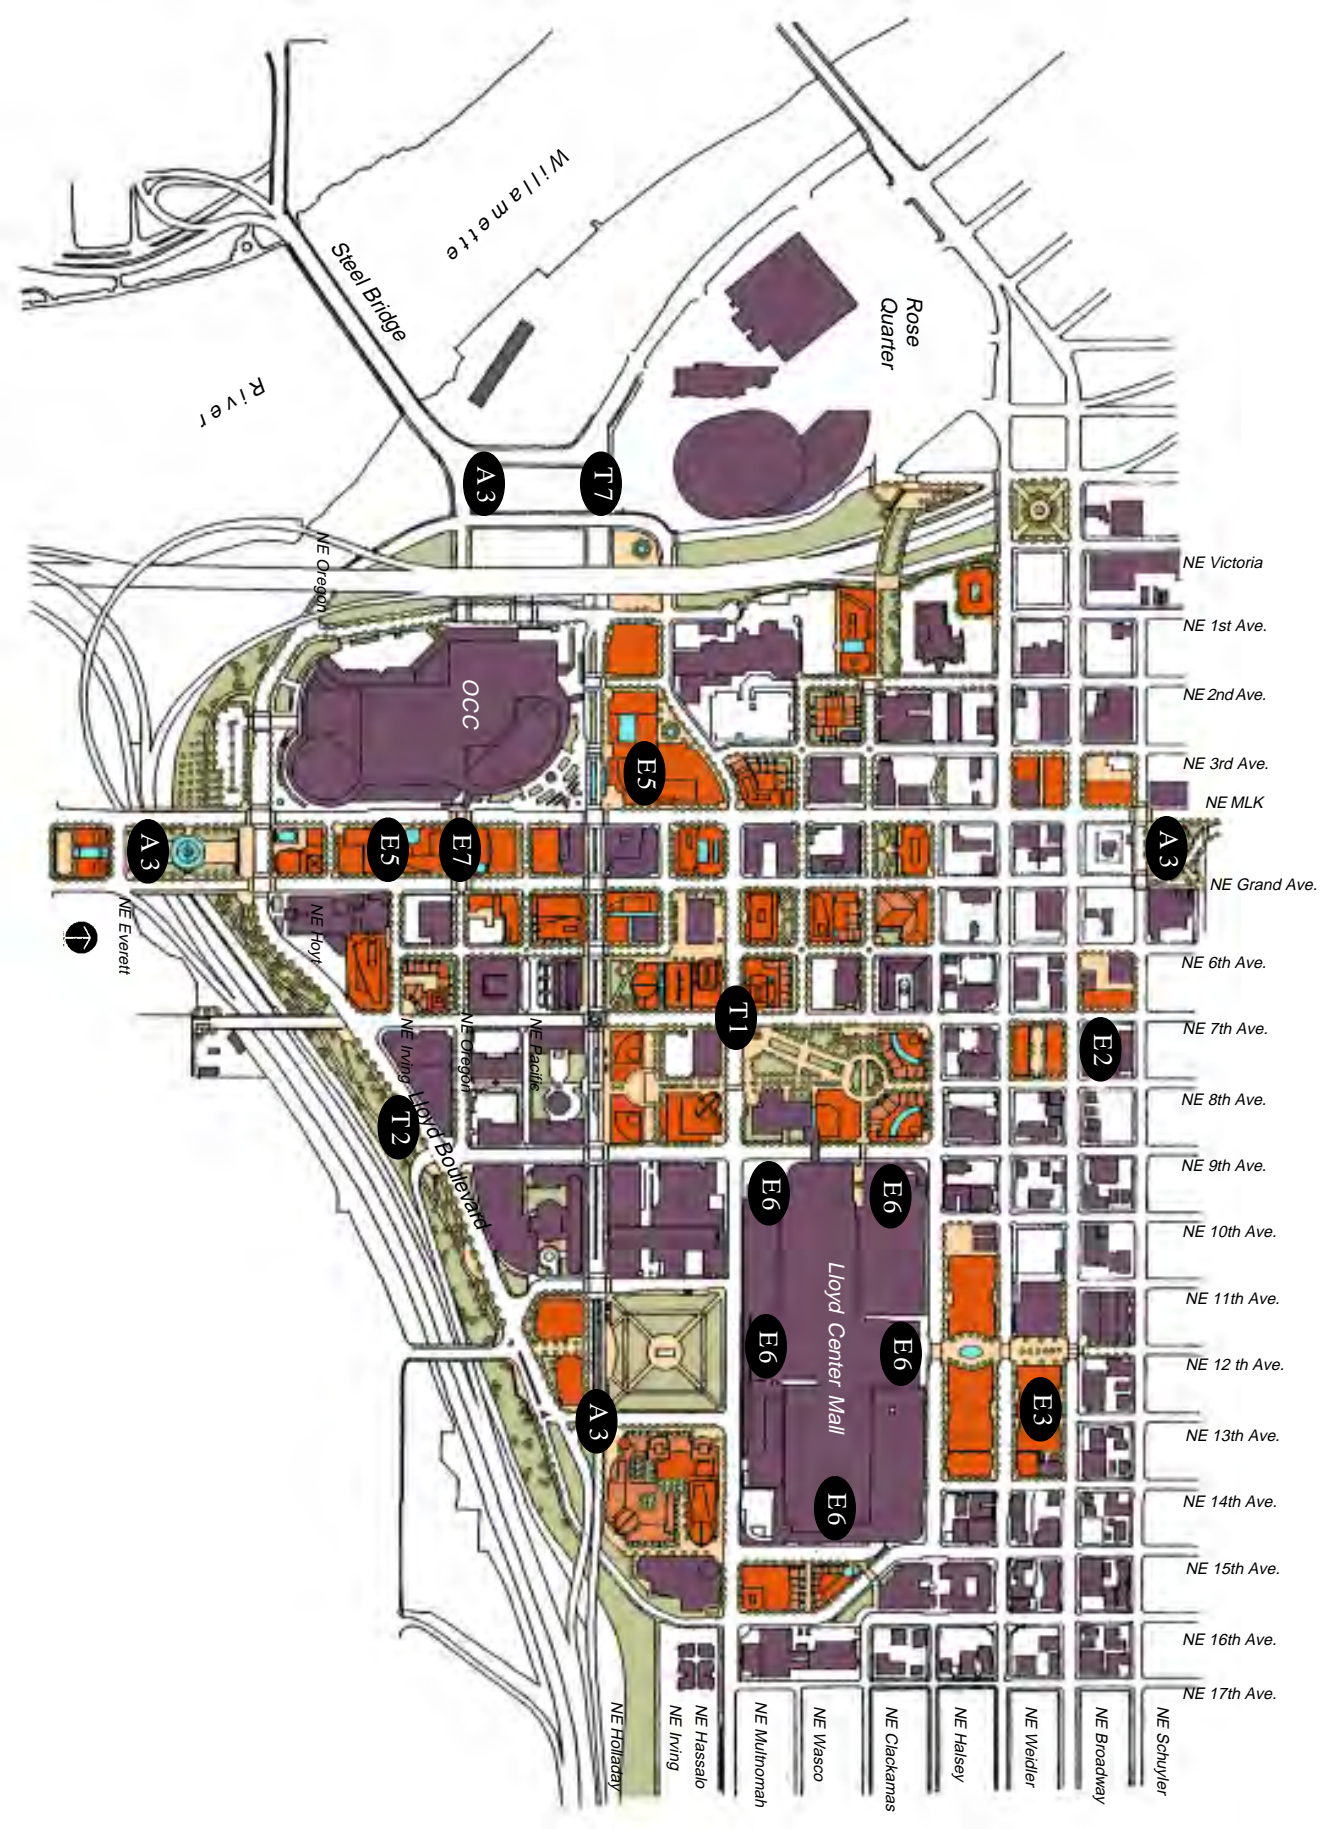 Willamette
Steel Bridge
River
Rose
Quarter
A3
T7
NE Oregon
NE Victoria
NE 1st Ave.
OCC
NE 2nd Ave.
E5
NE 3rd Ave.
NE MLK
A3
E5
E7
A3
NE Grand Ave.
NE Everett
NE Hoyt
NE 6th Ave.
T1
NE Irving
NE Oregon
NE Pacific
NE 7th Ave.
E2
T2
Lloyd Boulevard
NE 8th Ave.
NE 9th Ave.
E6
E6
NE 10th Ave.
Lloyd Center Mall
NE 11th Ave.
E6
E6
NE 12 th Ave.
A3
E3
NE 13th Ave.
E6
NE 14th Ave.
NE 15th Ave.
NE 16th Ave.
NE 17th Ave.
NE Holladay
NE Irving
NE Hassalo
NE Multnomah
NE Wasco
NE Clackamas
NE Halsey
NE Weidler
NE Broadway
NE Schuyler